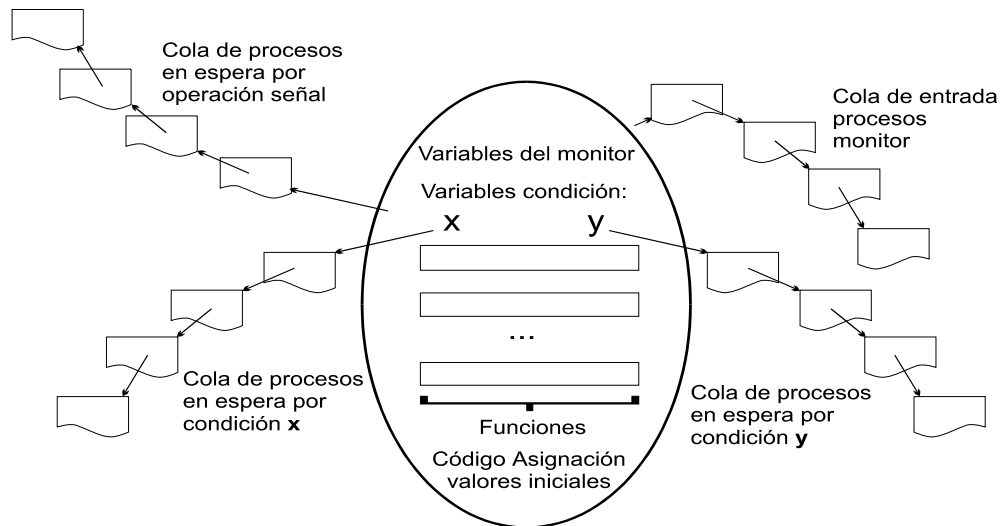 Cola de procesos
en espera por
operación señal
Cola de entrada
procesos
monitor
Variables del monitor
Variables condición:
x
y
...
Cola de procesos
en espera por
condición x
Cola de procesos
en espera por
condición y
Funciones
Código Asignación
valores iniciales